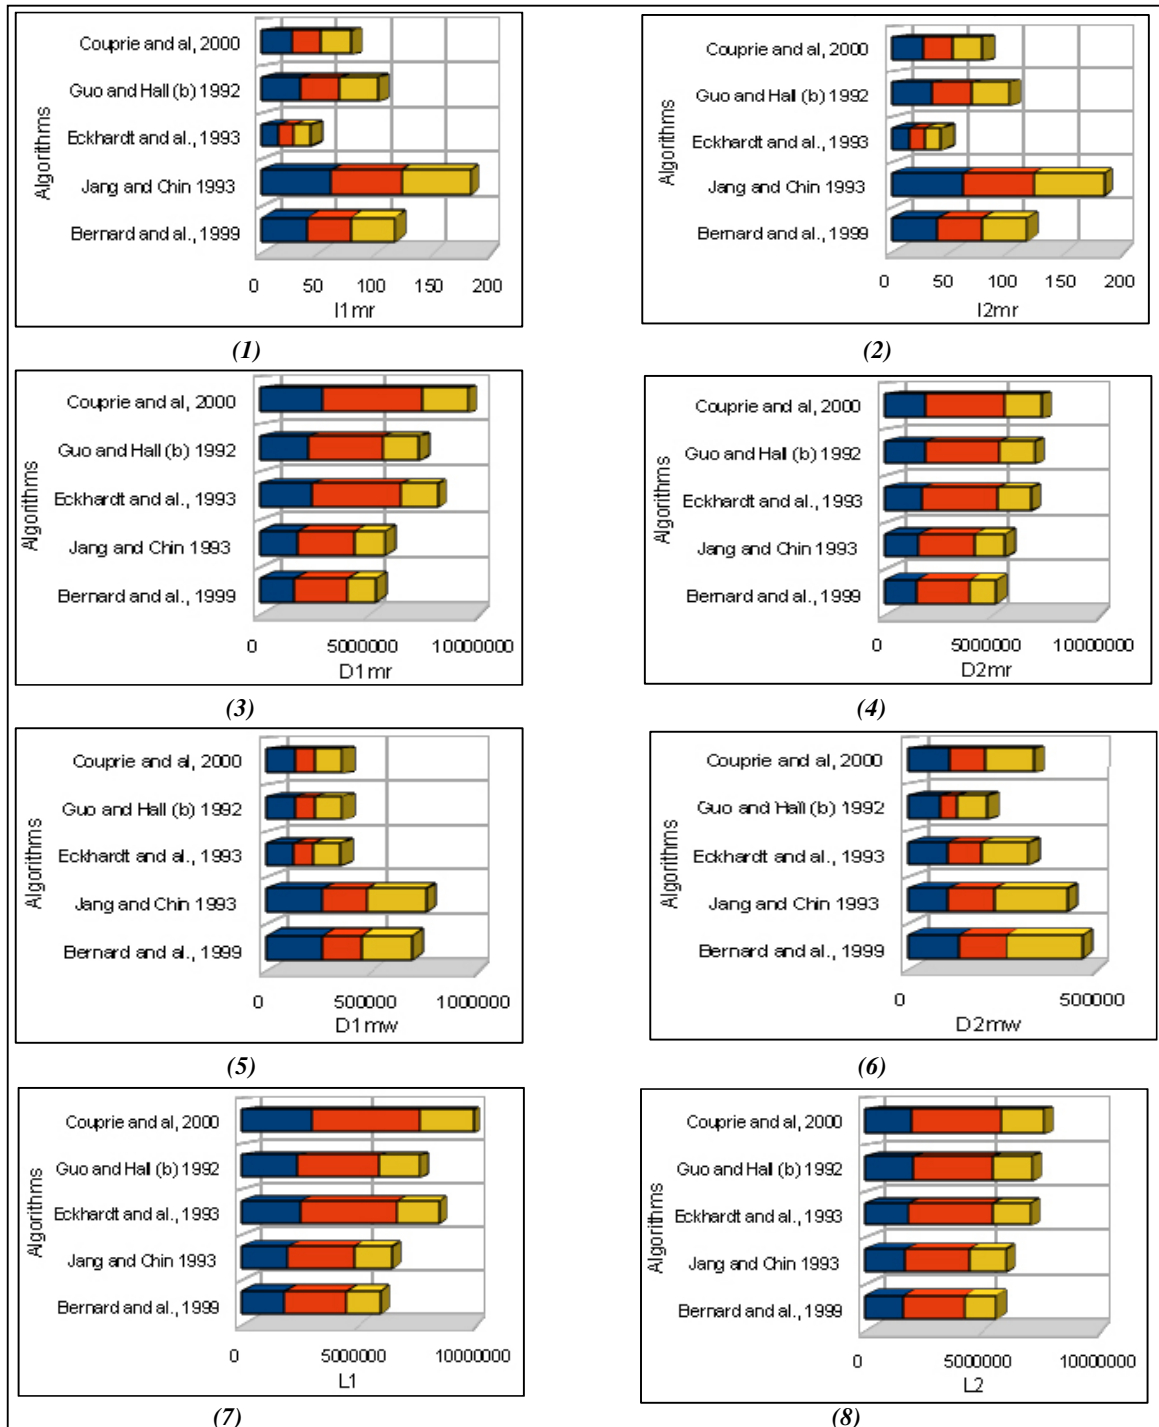 Algorithms
Couprie and al, 2000
Guo and Hall (b) 1992
Eckhardt and al., 1993
Jang and Chin 1993
Bernard and al., 1999
0 50 100 150 200
I1mr
(1)
Algorithms
Couprie and al, 2000
Guo and Hall (b) 1992
Eckhardt and al., 1993
Jang and Chin 1993
Bernard and al., 1999
0 50 100 150 200
I2mr
(2)
Algorithms
Couprie and al, 2000
Guo and Hall (b) 1992
Eckhardt and al., 1993
Jang and Chin 1993
Bernard and al., 1999
0 5000000 10000000
D1mr
(3)
Algorithms
Couprie and al, 2000
Guo and Hall (b) 1992
Eckhardt and al., 1993
Jang and Chin 1993
Bernard and al., 1999
0 5000000 10000000
D2mr
(4)
Algorithms
Couprie and al, 2000
Guo and Hall (b) 1992
Eckhardt and al., 1993
Jang and Chin 1993
Bernard and al., 1999
0 500000 1000000
D1mw
(5)
Algorithms
Couprie and al, 2000
Guo and Hall (b) 1992
Eckhardt and al., 1993
Jang and Chin 1993
Bernard and al., 1999
0 500000
D2mw
(6)
Algorithms
Couprie and al, 2000
Guo and Hall (b) 1992
Eckhardt and al., 1993
Jang and Chin 1993
Bernard and al., 1999
0 5000000 10000000
L1
(7)
Algorithms
Couprie and al, 2000
Guo and Hall (b) 1992
Eckhardt and al., 1993
Jang and Chin 1993
Bernard and al., 1999
0 5000000 10000000
L2
(8)